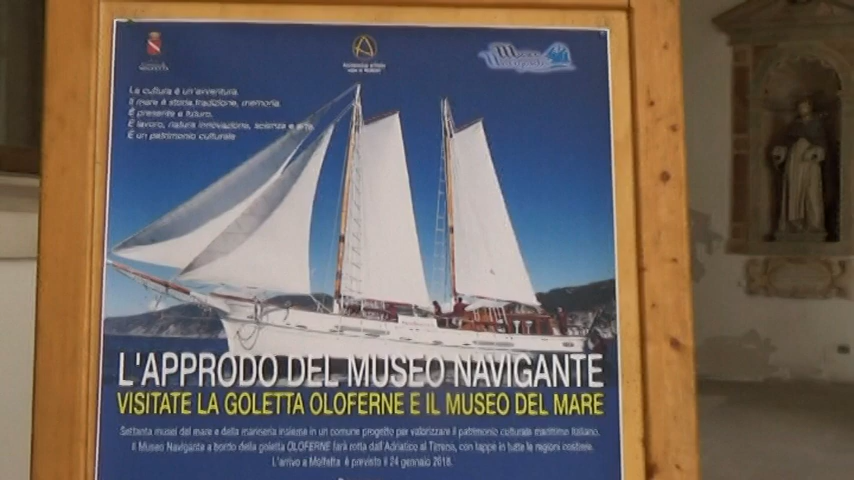 Museo
La cultura è un'avventura.
Il mare è storia, tradizione, memoria.
È presente e futuro.
È lavoro, natura innovazione, scienza e arte.
È un patrimonio culturale
L'APPRODO DEL MUSEO NAVIGANTE
VISITATE LA GOLETTA OLOFERNE E IL MUSEO DEL MARE
Settanta musei del mare e della marineria insieme in un comune progetto per valorizzare il patrimonio culturale marittimo italiano.
Il Museo Navigante a bordo della goletta OLOFERNE farà rotta dall'Adriatico al Tirreno, con tappe in tutte le regioni costiere.
L'arrivo a Molfetta è previsto il 24 gennaio 2018.